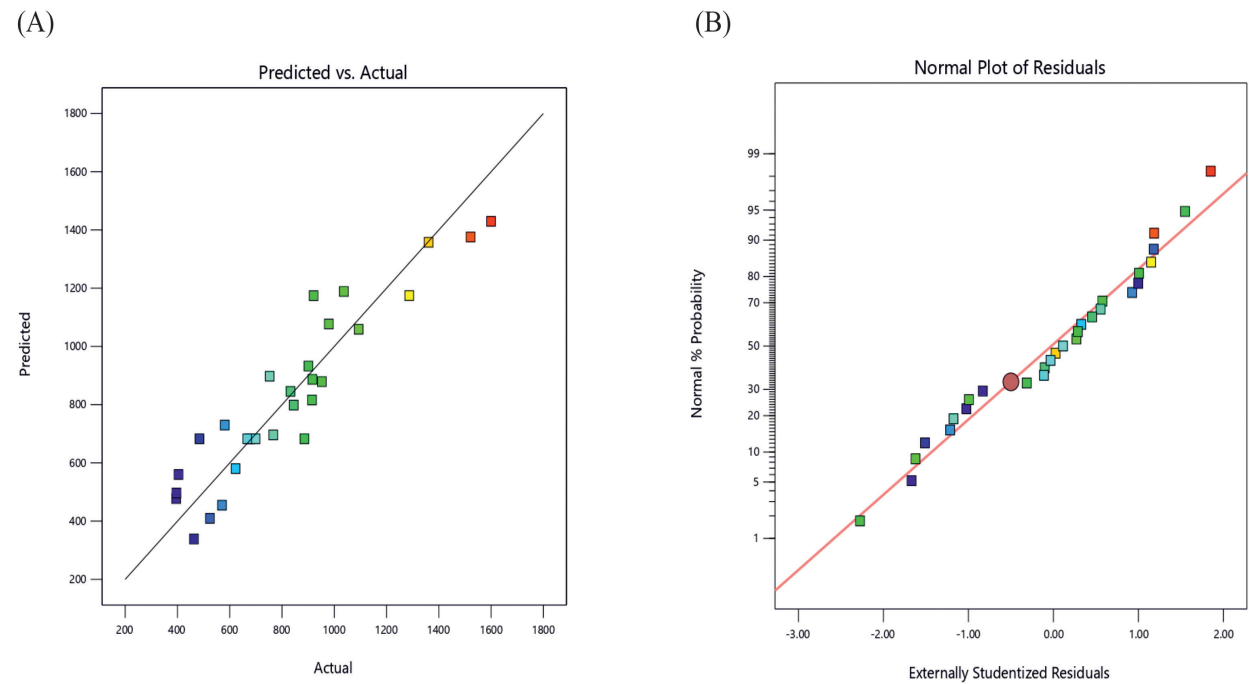 (A)
Predicted vs. Actual
1800
1600
1400
1200
1000
800
600
400
200
Predicted
200 400 600 800 1000 1200 1400 1600 1800
Actual
(B)
Normal Plot of Residuals
99
95
90
80
70
50
30
20
10
5
1
Normal % Probability
-3.00 -2.00 -1.00 0.00 1.00 2.00
Externally Studentized Residuals